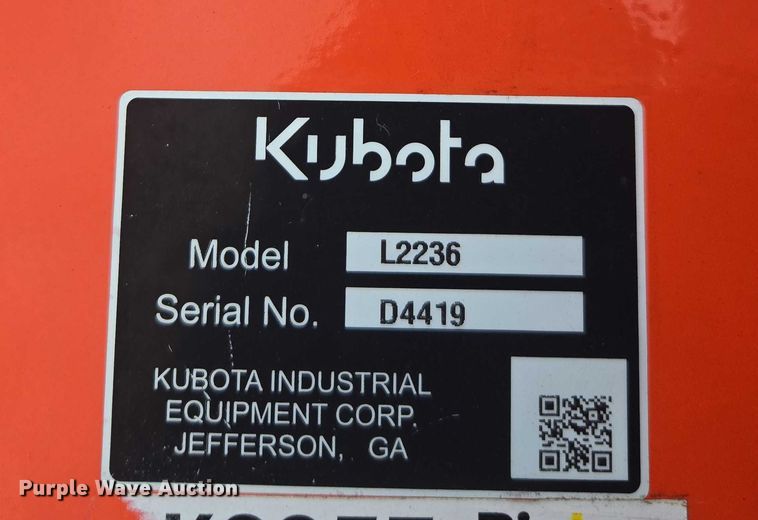 Kubota
Model L2236
Serial No. D4419
KUBOTA INDUSTRIAL
EQUIPMENT CORP.
JEFFERSON, GA
Purple Wave Auction